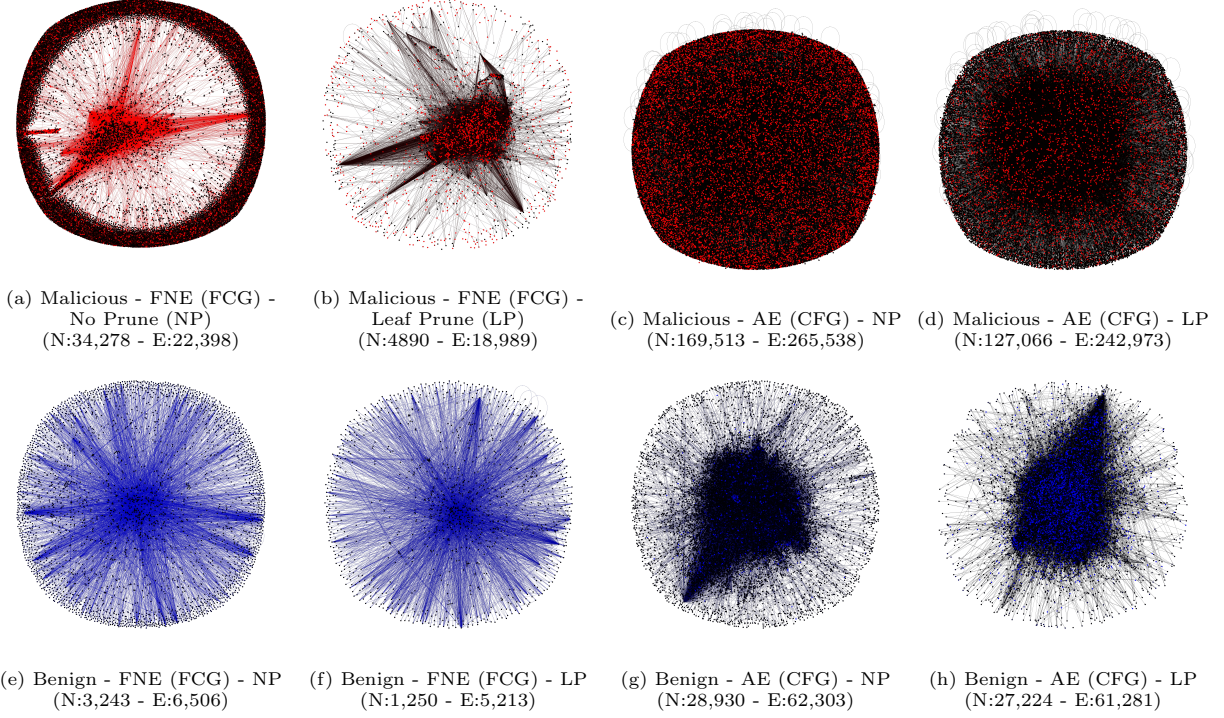 (a) Malicious - FNE (FCG) -
No Prune (NP)
(N:34,278 - E:22,398)
(b) Malicious - FNE (FCG) -
Leaf Prune (LP)
(N:4890 - E:18,989)
(c) Malicious - AE (CFG) - NP
(N:169,513 - E:265,538)
(d) Malicious - AE (CFG) - LP
(N:127,066 - E:242,973)
(e) Benign - FNE (FCG) - NP
(N:3,243 - E:6,506)
(f) Benign - FNE (FCG) - LP
(N:1,250 - E:5,213)
(g) Benign - AE (CFG) - NP
(N:28,930 - E:62,303)
(h) Benign - AE (CFG) - LP
(N:27,224 - E:61,281)